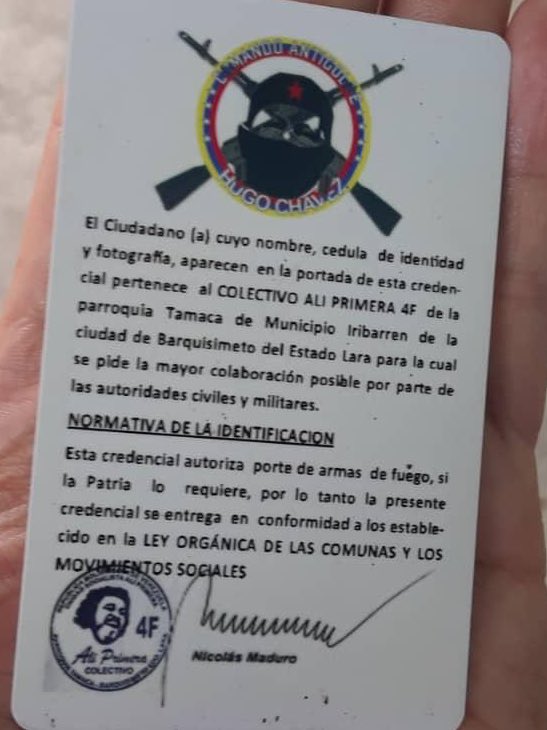 COMANDO ANTIGOLPE
HUGO CHAVEZ
El Ciudadano (a) cuyo nombre, cedula de identidad
y fotografía, aparecen en la portada de esta creden-
cial pertenece al COLECTIVO ALI PRIMERA 4F de la
parroquia Tamaca de Municipio Iribarren de la
ciudad de Barquisimeto del Estado Lara para la cual
se pide la mayor colaboración posible por parte de
las autoridades civiles y militares.
NORMATIVA DE LA IDENTIFICACION
Esta credencial autoriza porte de armas de fuego, si
la Patria lo requiere, por lo tanto la presente
credencial se entrega en conformidad a los estable-
cido en la LEY ORGÁNICA DE LAS COMUNAS Y LOS
MOVIMIENTOS SOCIALES
4F
Ali Primera
COLECTIVO
Nicolás Maduro